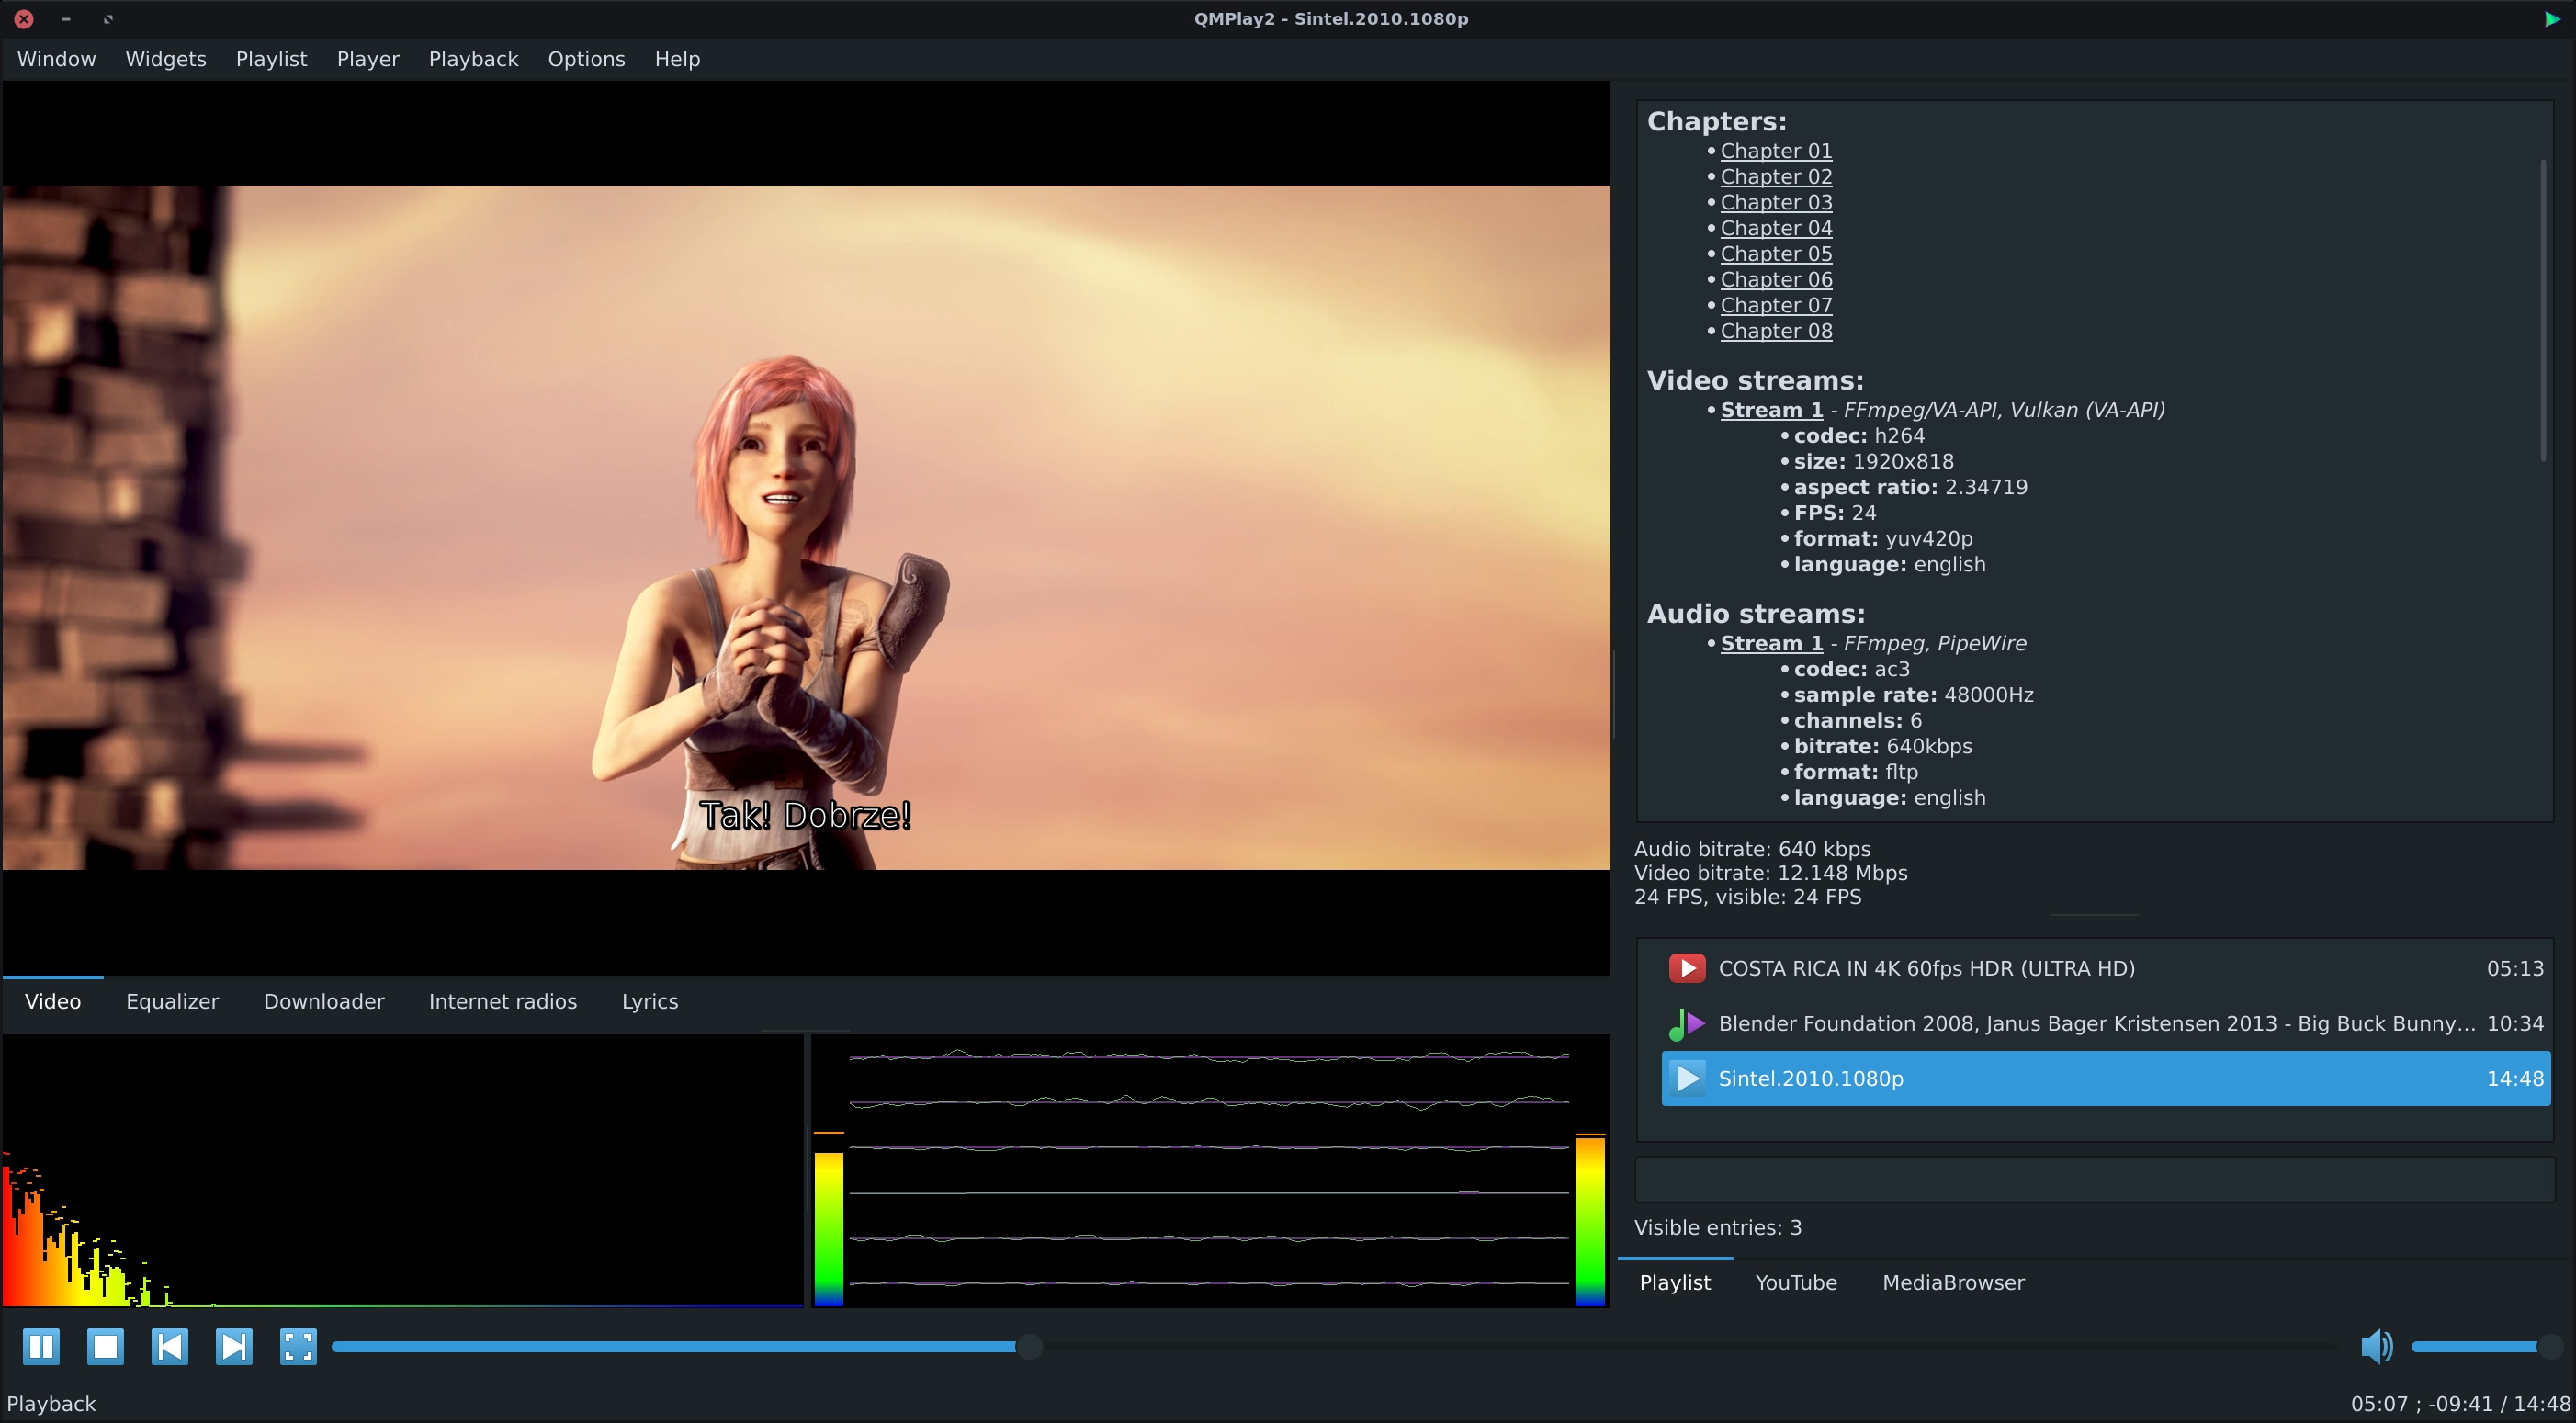 QMPlay2 - Sintel.2010.1080p
Window Widgets Playlist Player Playback Options Help
Tak! Dobrze!
Video Equalizer Downloader Internet radios Lyrics
Chapters:
• Chapter 01
• Chapter 02
• Chapter 03
• Chapter 04
• Chapter 05
• Chapter 06
• Chapter 07
• Chapter 08
Video streams:
• Stream 1 - FFmpeg/VA-API, Vulkan (VA-API)
• codec: h264
• size: 1920x818
• aspect ratio: 2.34719
• FPS: 24
• format: yuv420p
• language: english
Audio streams:
• Stream 1 - FFmpeg, PipeWire
• codec: ac3
• sample rate: 48000Hz
• channels: 6
• bitrate: 640kbps
• format: fltp
• language: english
Audio bitrate: 640 kbps
Video bitrate: 12.148 Mbps
24 FPS, visible: 24 FPS
COSTA RICA IN 4K 60fps HDR (ULTRA HD) 05:13
Blender Foundation 2008, Janus Bager Kristensen 2013 - Big Buck Bunny... 10:34
Sintel.2010.1080p 14:48
Visible entries: 3
Playlist YouTube MediaBrowser
Playback
05:07 ; -09:41 / 14:48